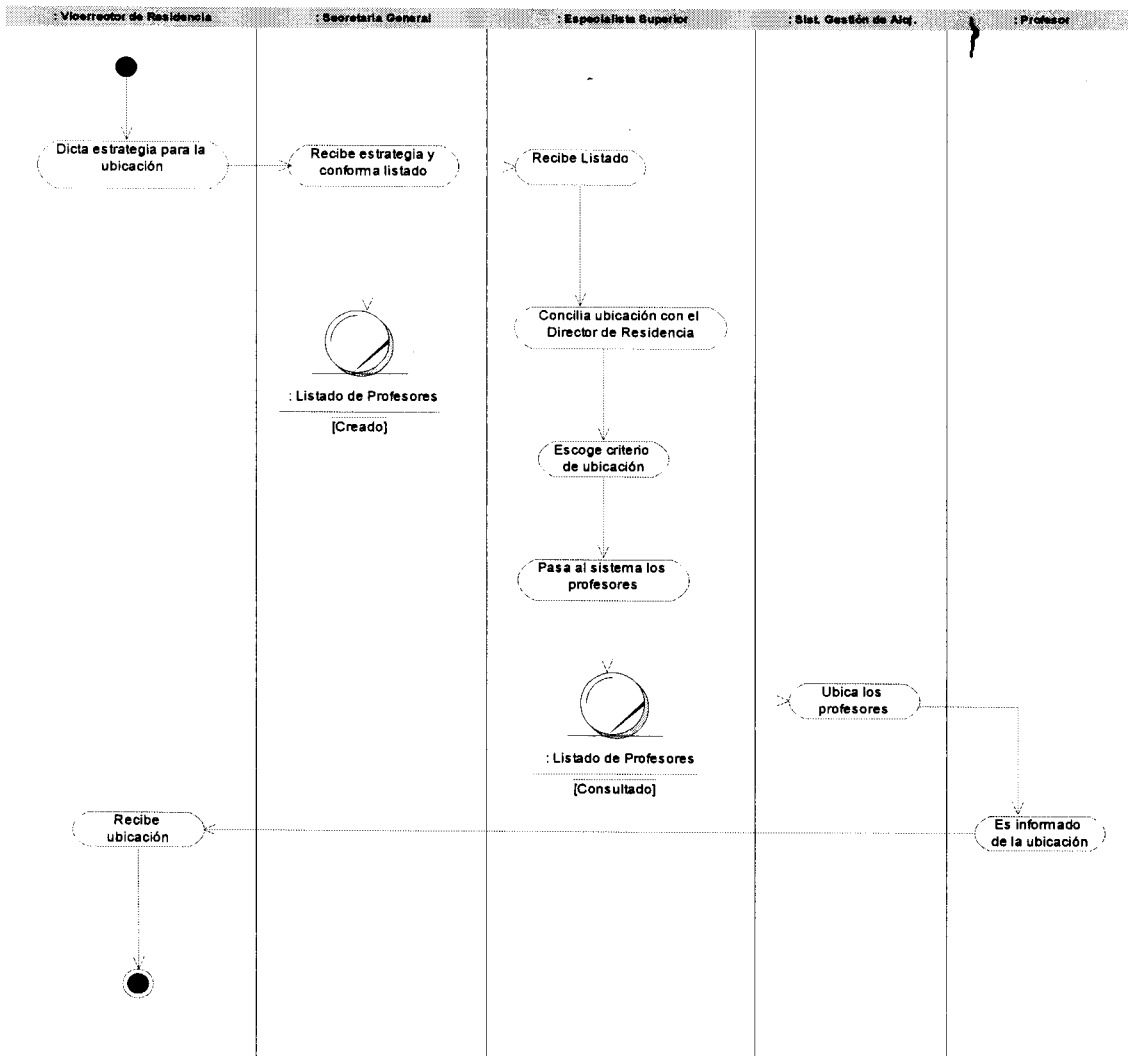 : Vicerrector de Residencia
: Secretaria General
: Especialista Superior
: Sist. Gestión de Aloj.
: Profesor
Dicta estrategia para la
ubicación
Recibe estrategia y
conforma listado
Recibe Listado
Concilia ubicación con el
Director de Residencia
: Listado de Profesores
[Creado]
Escoge criterio
de ubicación
Pasa al sistema los
profesores
Ubica los
profesores
: Listado de Profesores
[Consultado]
Recibe
ubicación
Es informado
de la ubicación